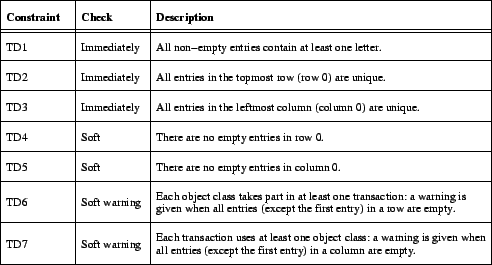 Constraint Check Description
TD1 Immediately All non-empty entries contain at least one letter.
TD2 Immediately All entries in the topmost row (row 0) are unique.
TD3 Immediately All entries in the leftmost column (column 0) are unique.
TD4 Soft There are no empty entries in row 0.
TD5 Soft There are no empty entries in column 0.
TD6 Soft warning Each object class takes part in at least one transaction: a warning is
given when all entries (except the first entry) in a row are empty.
TD7 Soft warning Each transaction uses at least one object class: a warning is given when
all entries (except the first entry) in a column are empty.